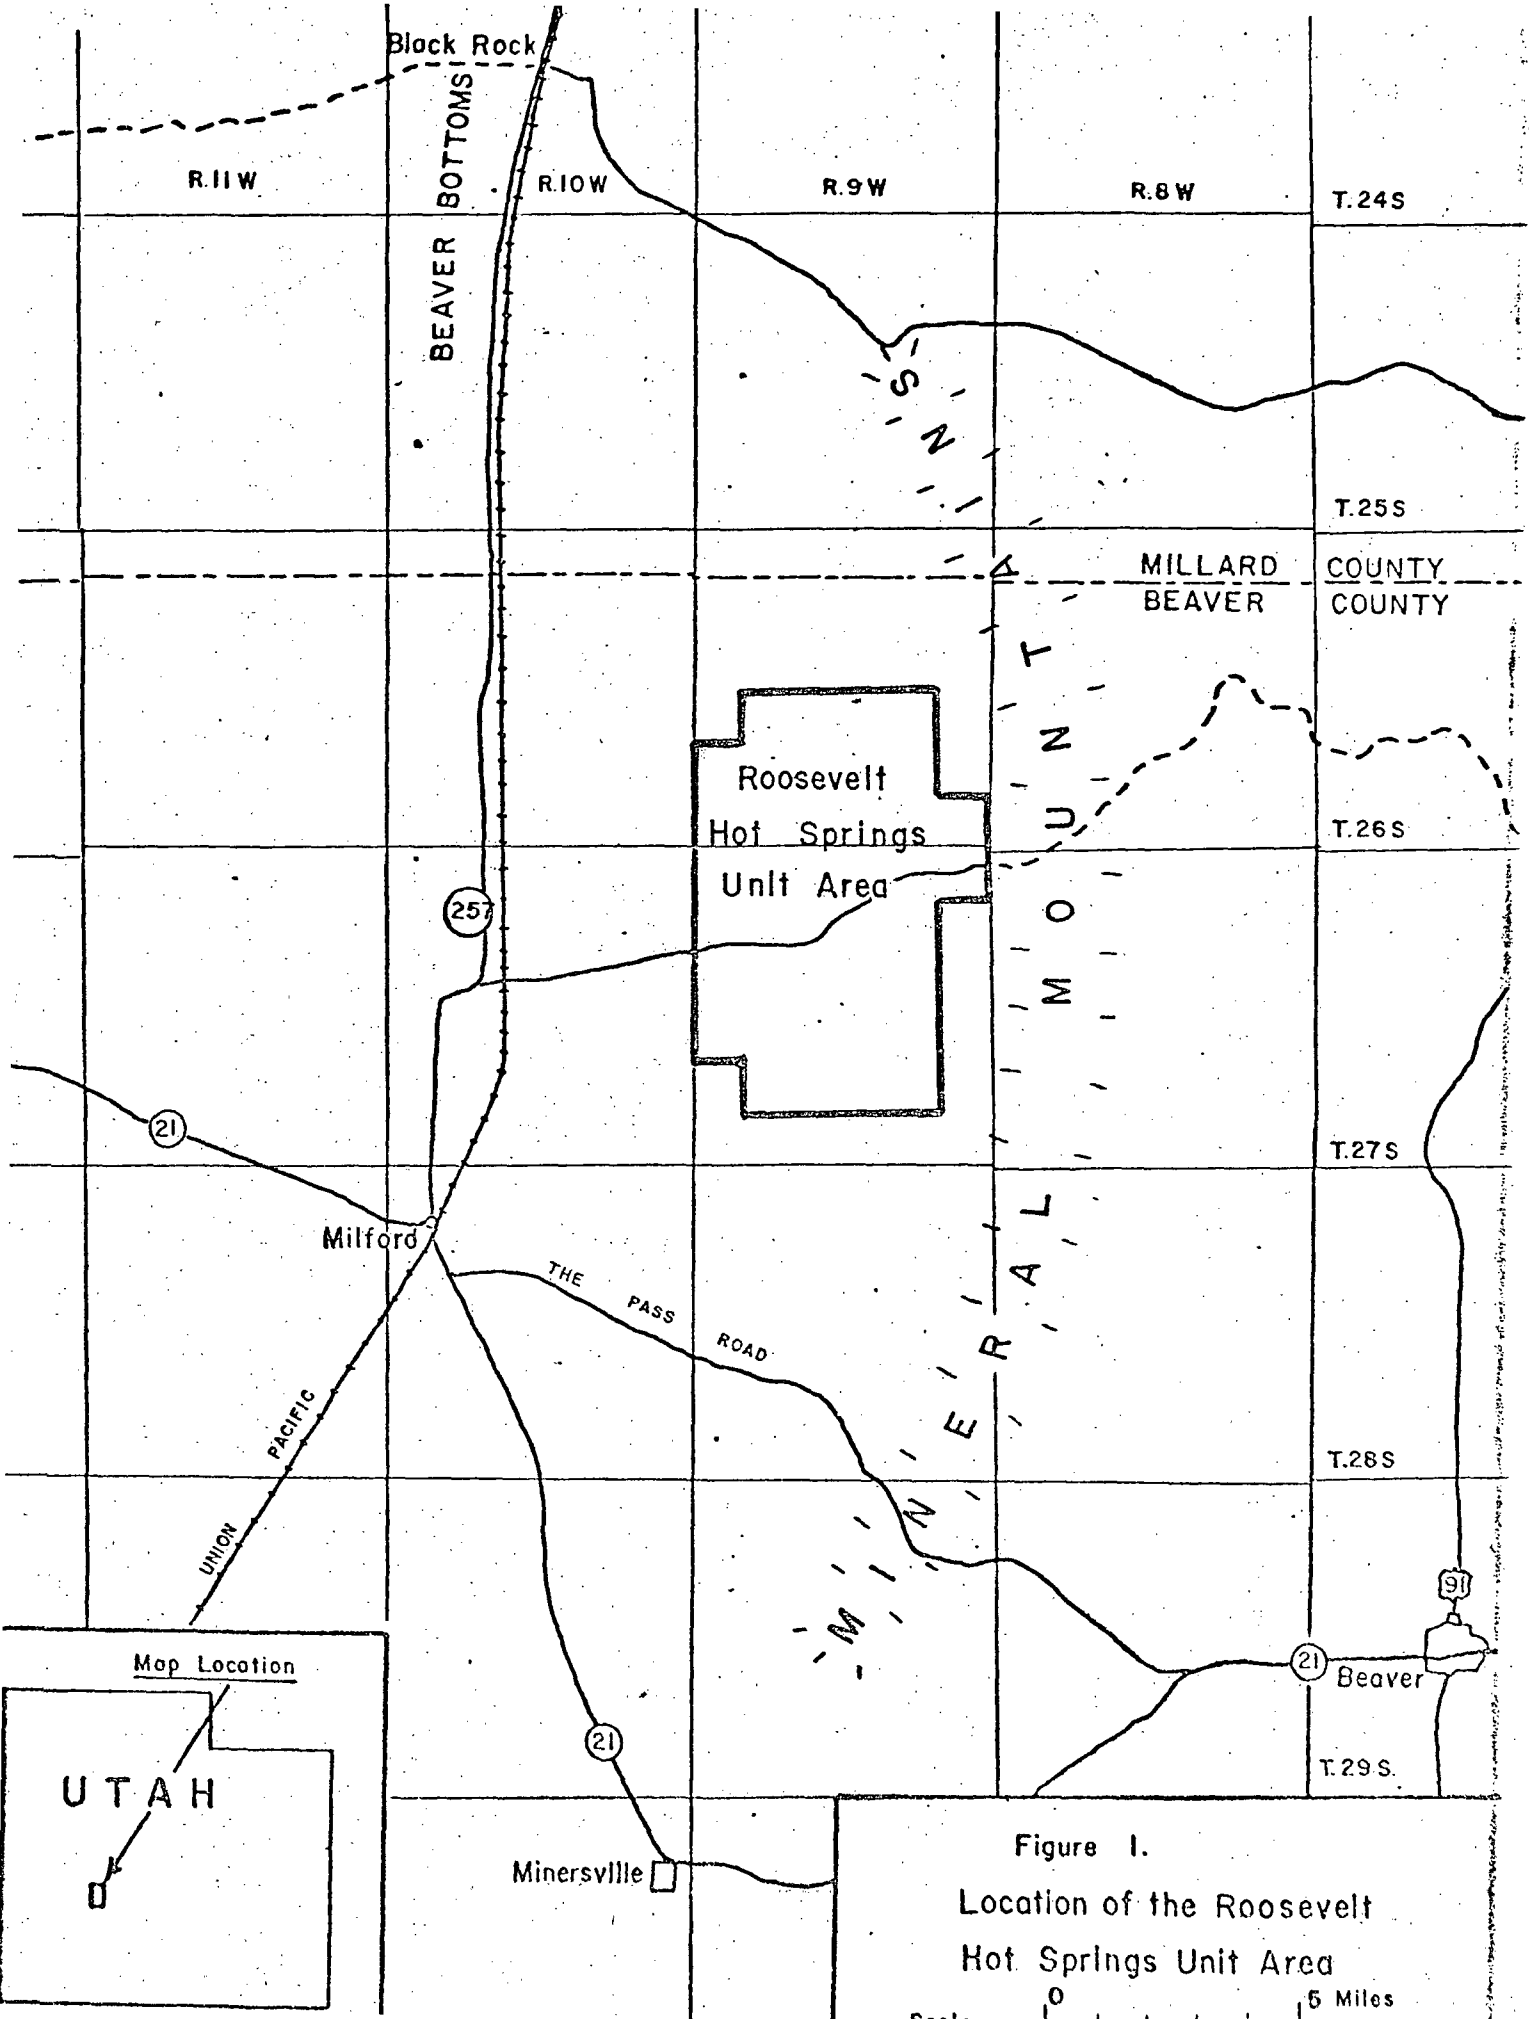 Black Rock
BEAVER BOTTOMS
R.11W
R.10W
R.9W
R.8W
T.24S
T.25S
MILLARD COUNTY
BEAVER COUNTY
MINERAL MOUNTAINS
Roosevelt
Hot Springs
Unit Area
T.26S
257
21
T.27S
Milford
THE PASS ROAD
UNION PACIFIC
T.28S
91
21
Beaver
21
T.29S.
Minersville
Map Location
UTAH
Figure 1.
Location of the Roosevelt
Hot Springs Unit Area
0 5 Miles